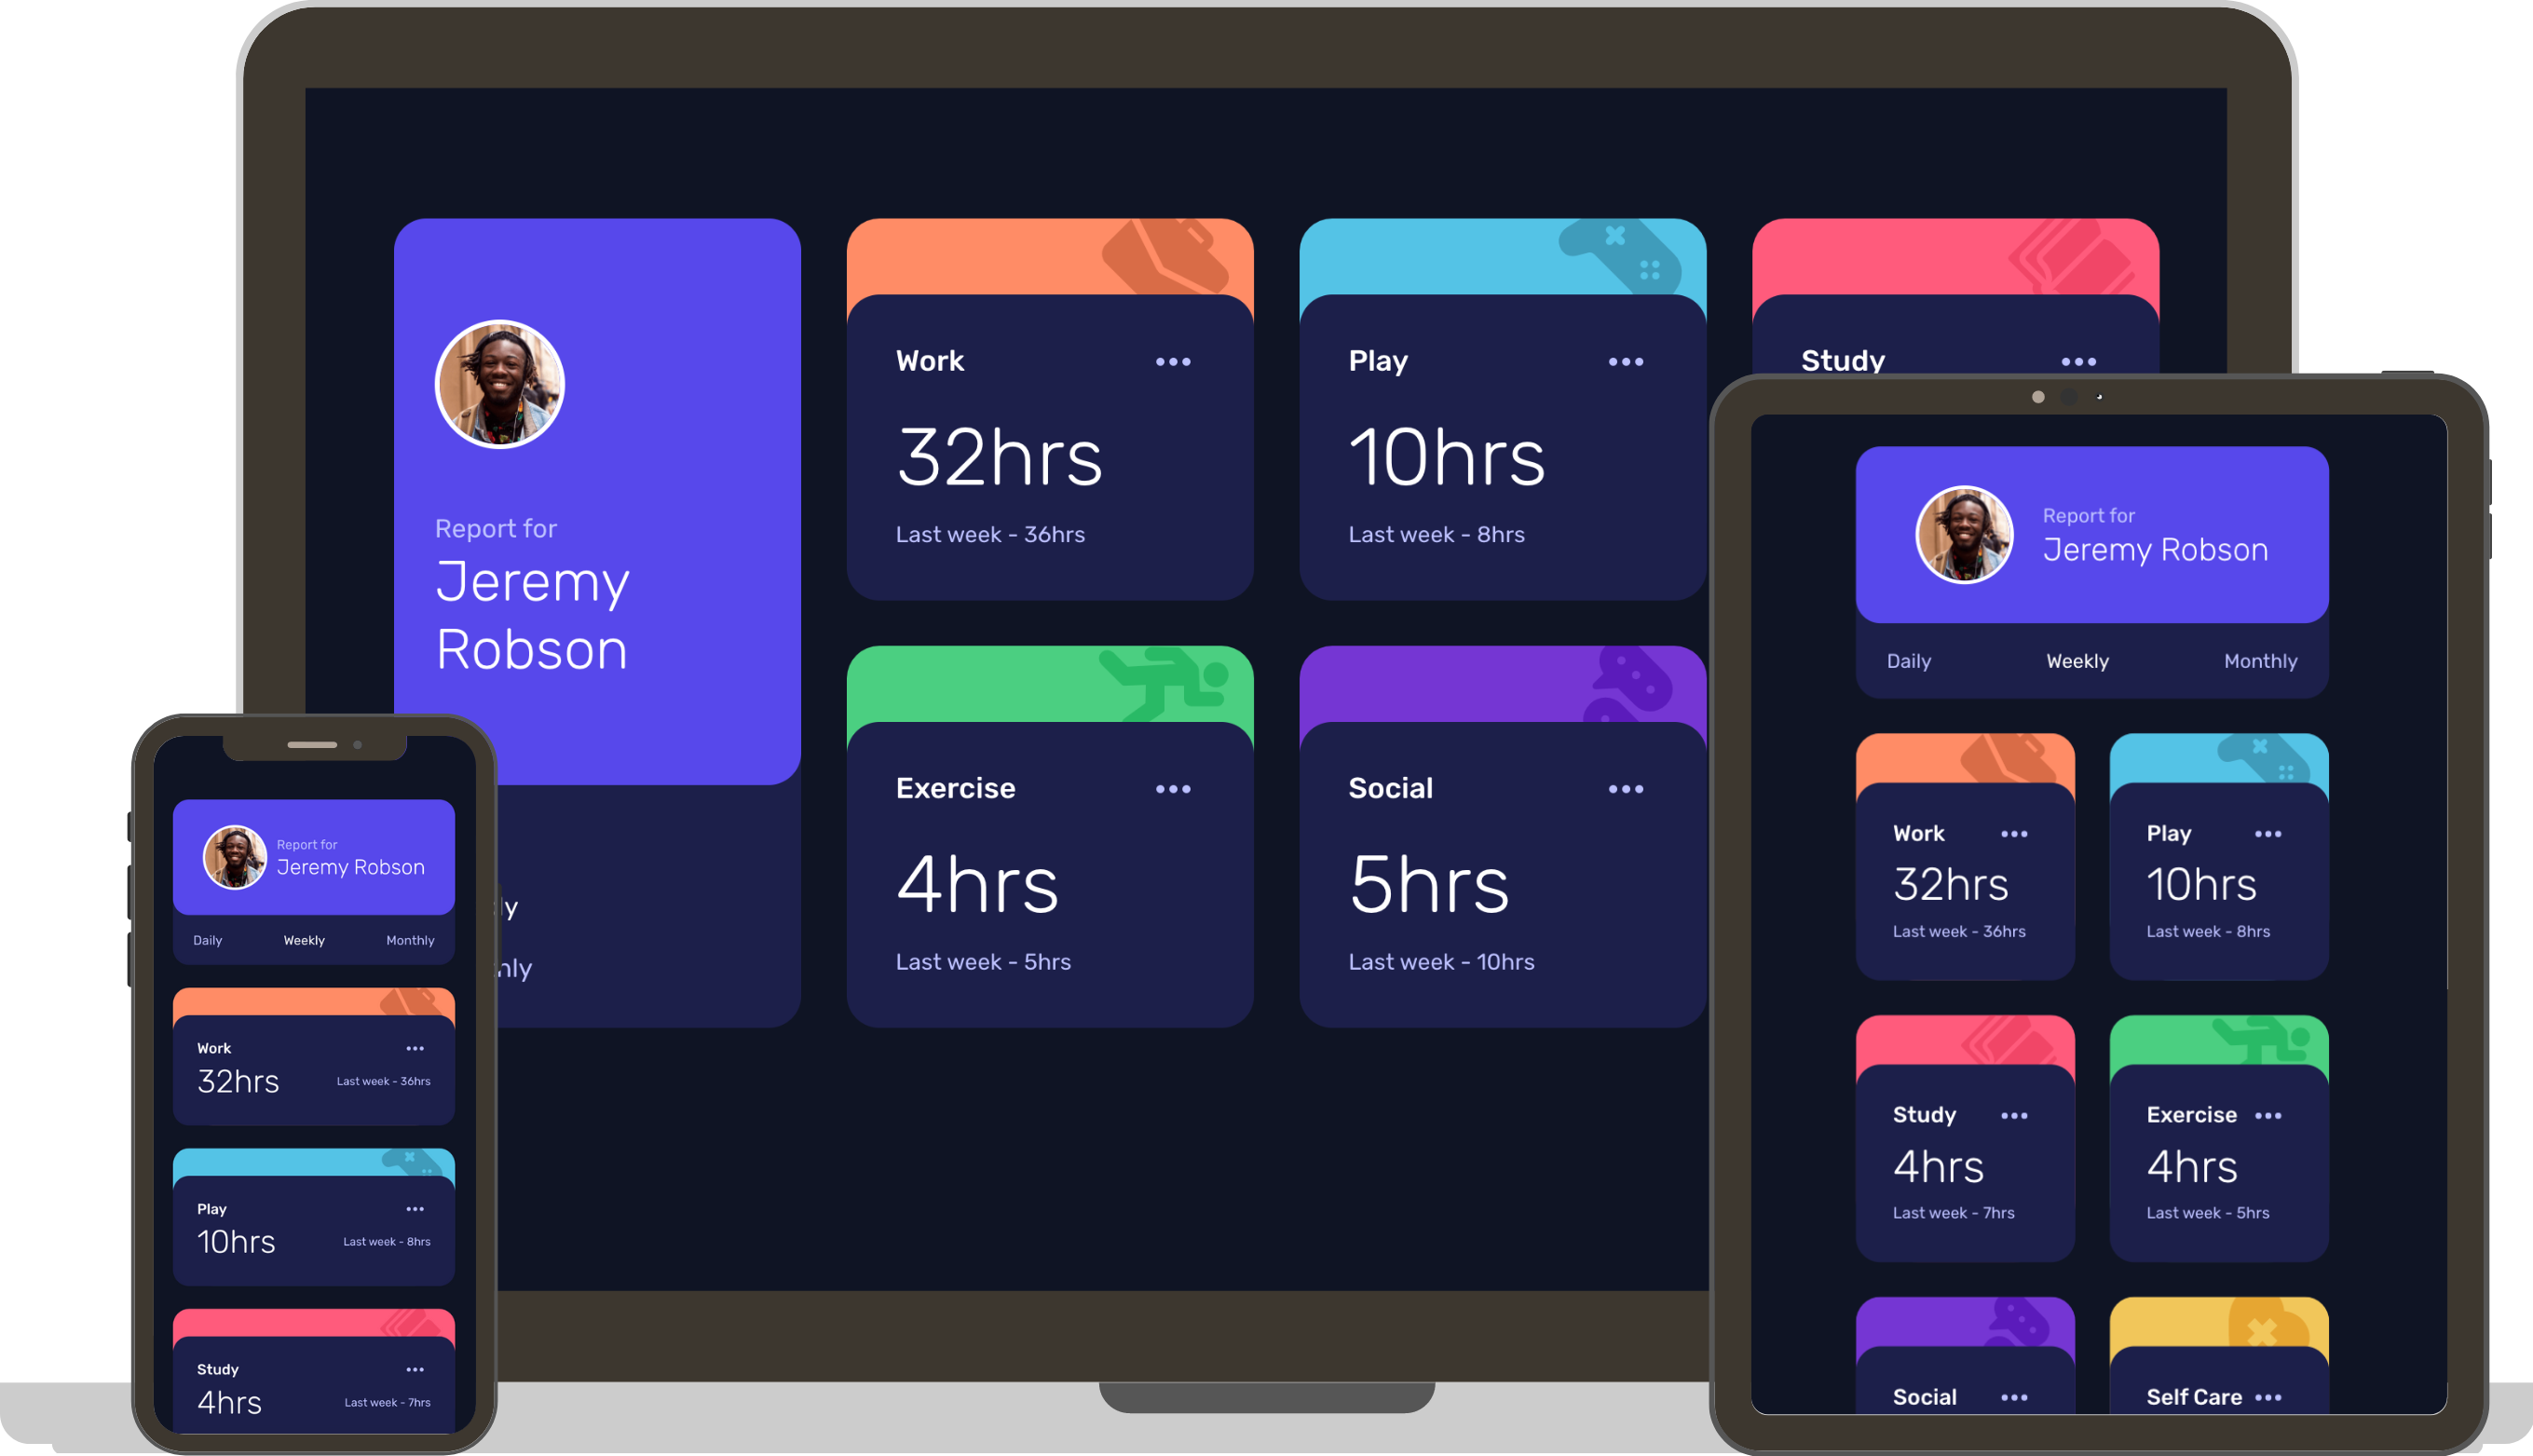 Report for
Jeremy
Robson
Work
32hrs
Last week - 36hrs
Play
10hrs
Last week - 8hrs
Study
Exercise
4hrs
Last week - 5hrs
Social
5hrs
Last week - 10hrs
Report for
Jeremy Robson
Daily Weekly Monthly
Work
32hrs
Last week - 36hrs
Play
10hrs
Last week - 8hrs
Study
4hrs
Last week - 7hrs
Report for
Jeremy Robson
Daily Weekly Monthly
Work
32hrs
Last week - 36hrs
Play
10hrs
Last week - 8hrs
Study
4hrs
Last week - 7hrs
Exercise
4hrs
Last week - 5hrs
Social
Self Care